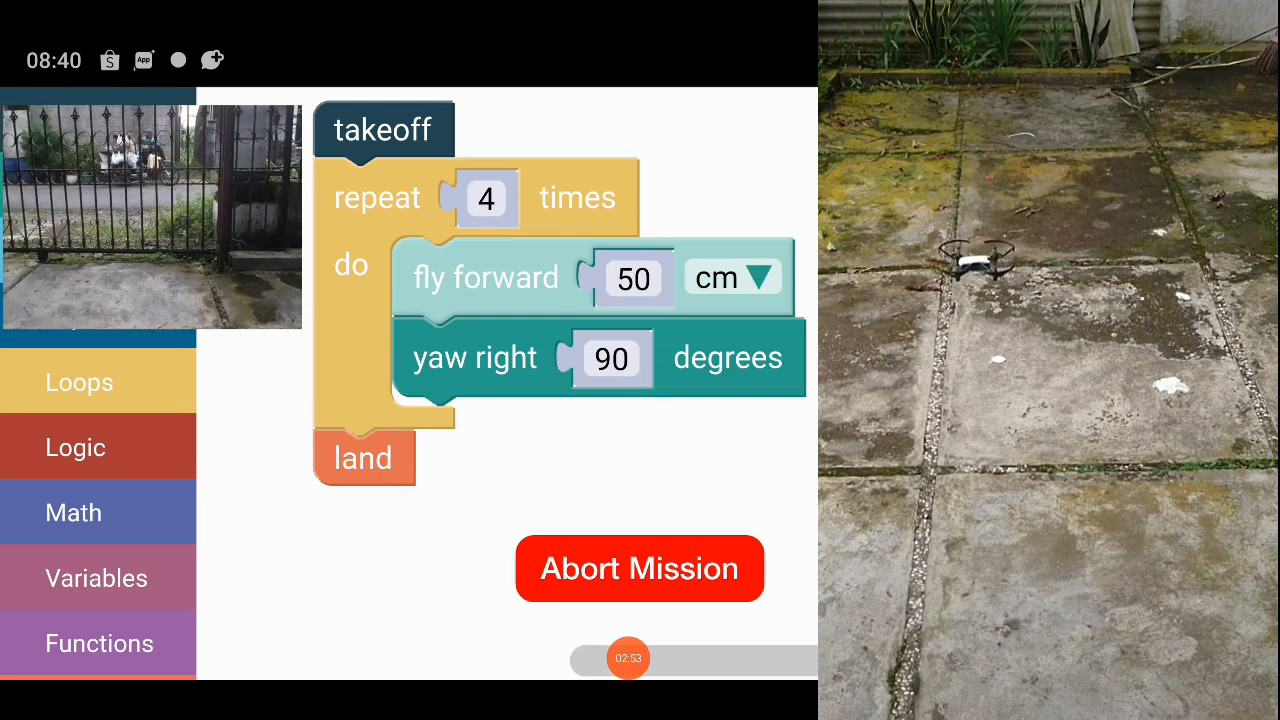 08:40
App
takeoff
repeat 4 times
do
fly forward 50 cm
yaw right 90 degrees
land
Loops
Logic
Math
Variables
Functions
Abort Mission
02:53